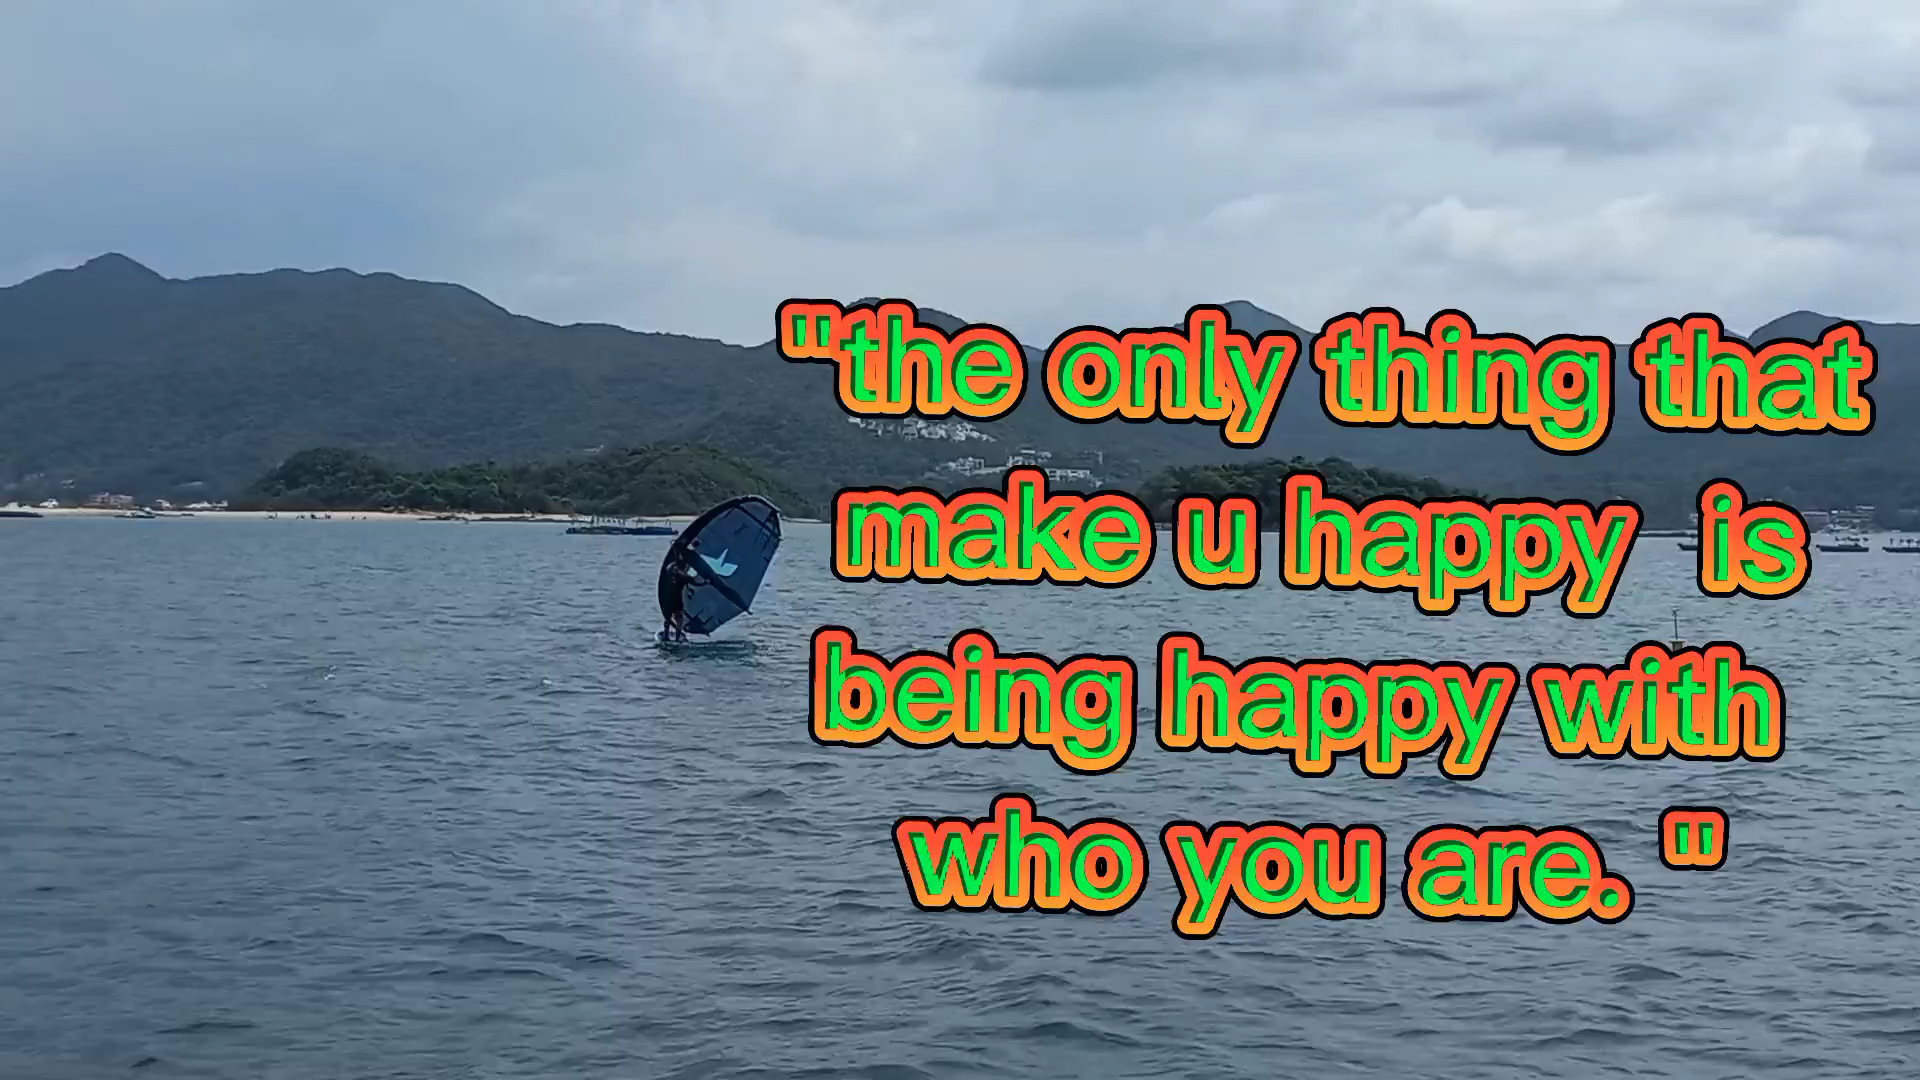 "the only thing that
make u happy  is
being happy with
who you are. "